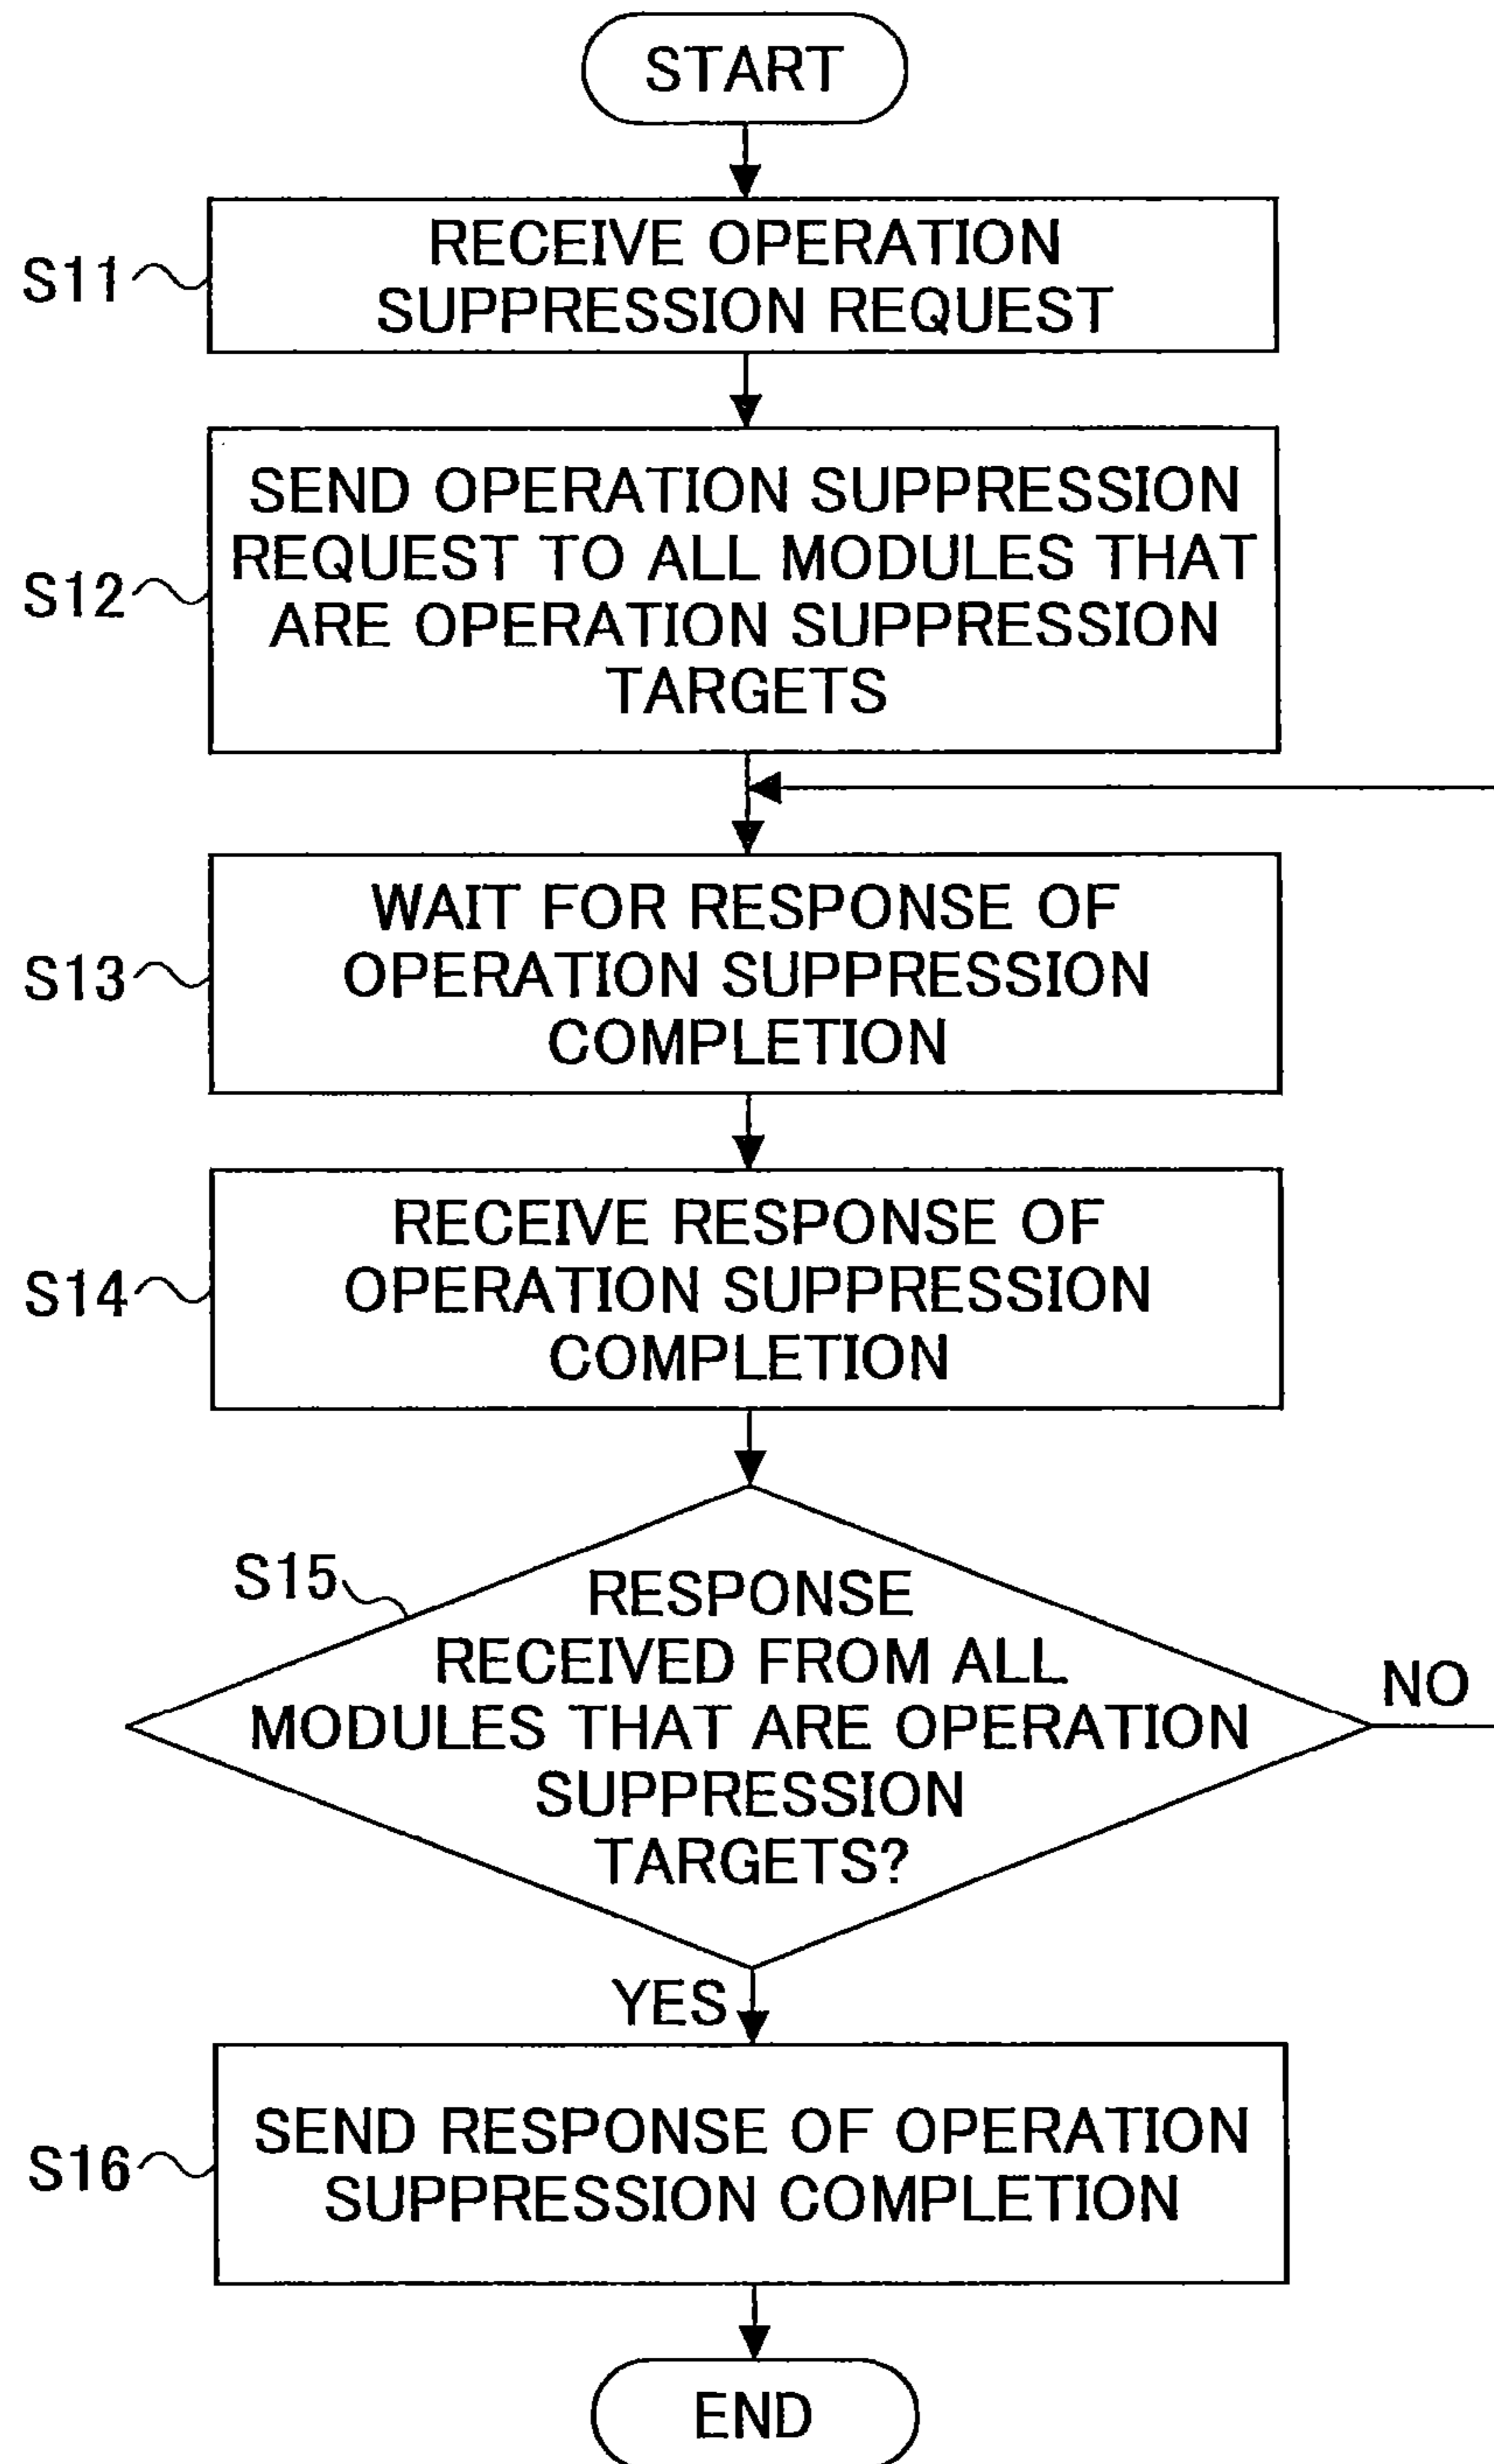 START
S11
RECEIVE OPERATION
SUPPRESSION REQUEST
S12
SEND OPERATION SUPPRESSION
REQUEST TO ALL MODULES THAT
ARE OPERATION SUPPRESSION
TARGETS
S13
WAIT FOR RESPONSE OF
OPERATION SUPPRESSION
COMPLETION
S14
RECEIVE RESPONSE OF
OPERATION SUPPRESSION
COMPLETION
S15
RESPONSE
RECEIVED FROM ALL
MODULES THAT ARE OPERATION
SUPPRESSION
TARGETS?
NO
YES
S16
SEND RESPONSE OF OPERATION
SUPPRESSION COMPLETION
END